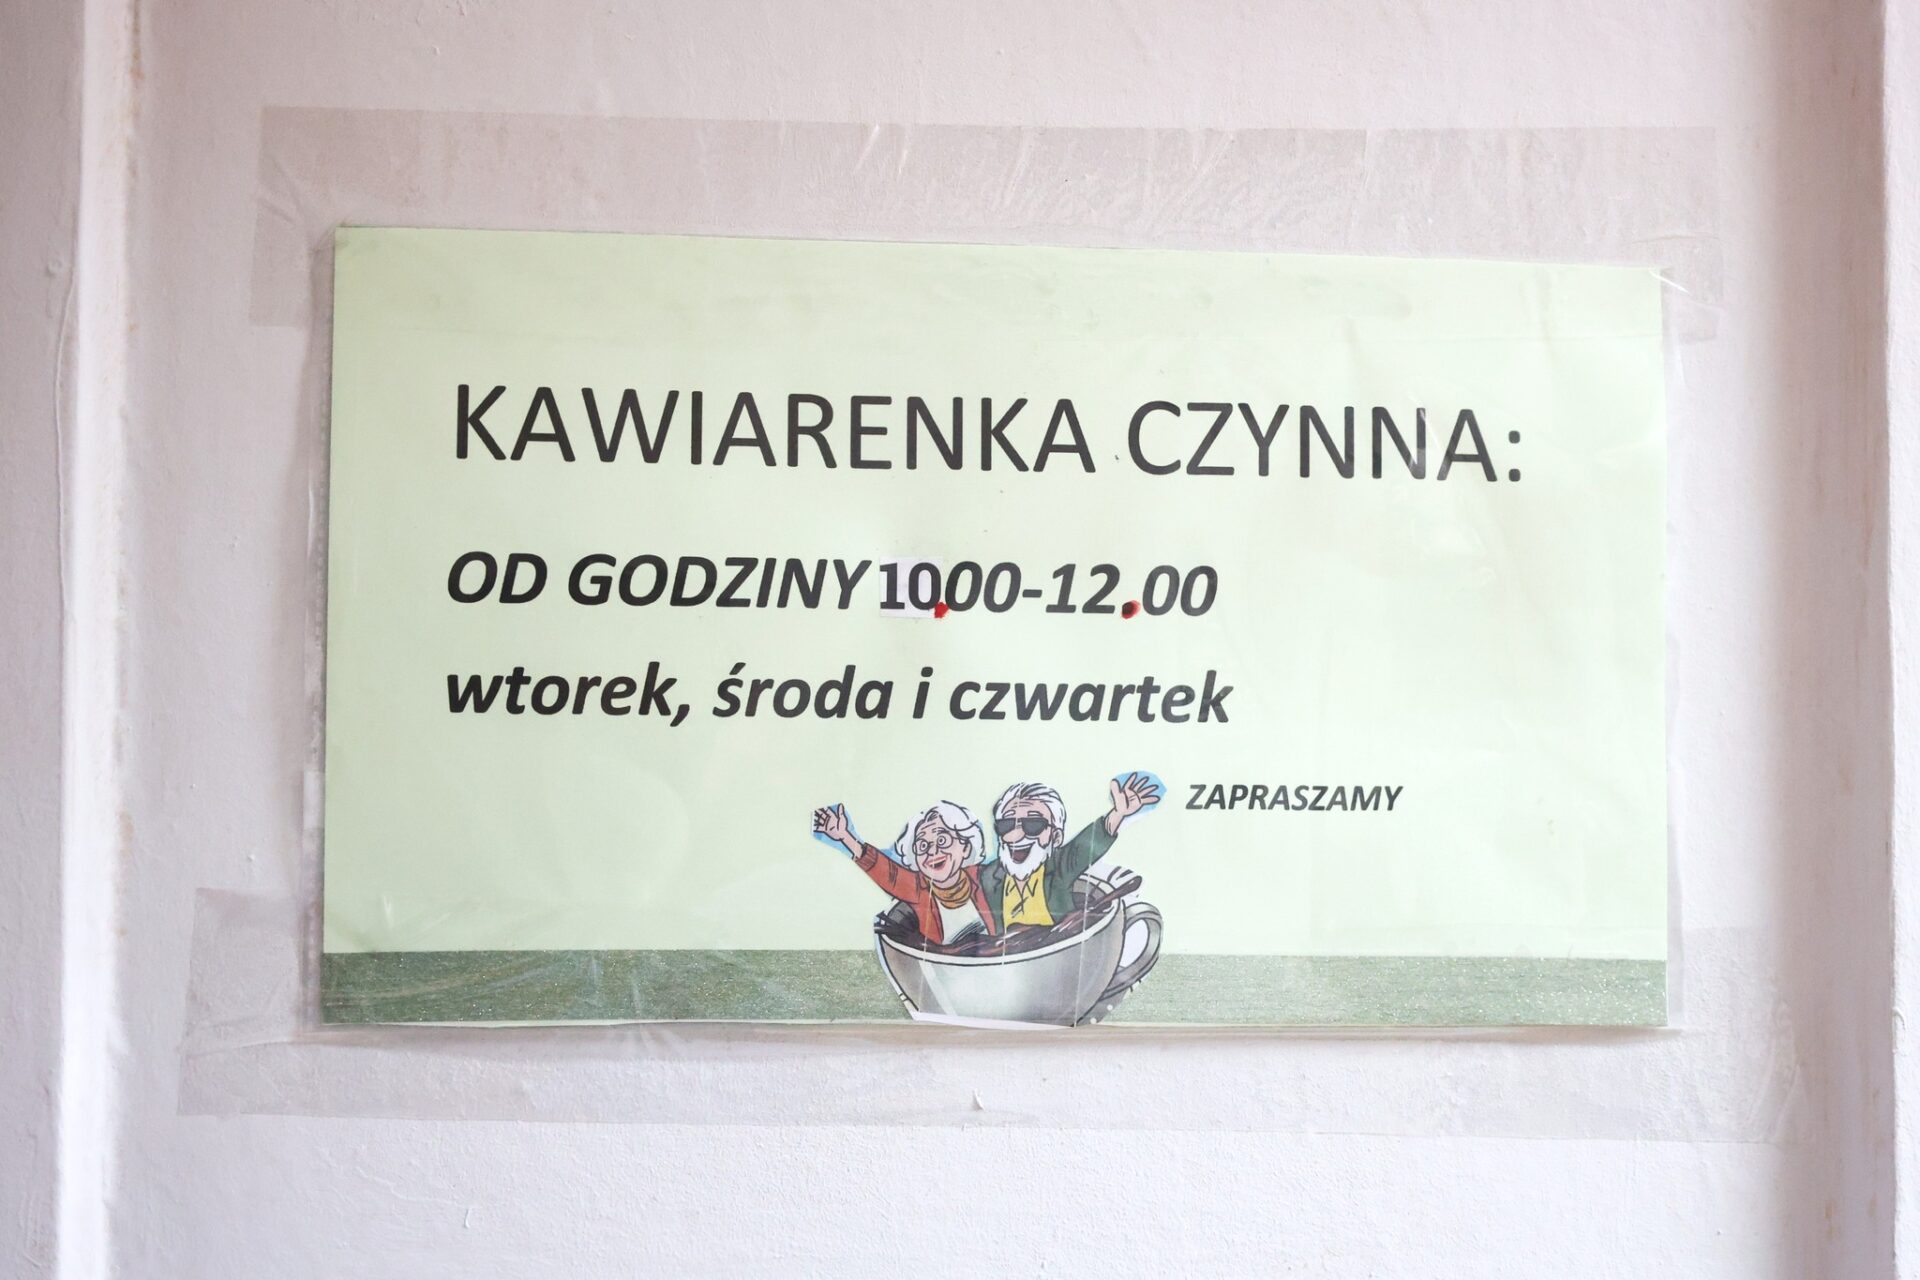 KAWIARENKA CZYNNA:
OD GODZINY 10.00-12.00
wtorek, środa i czwartek
ZAPRASZAMY